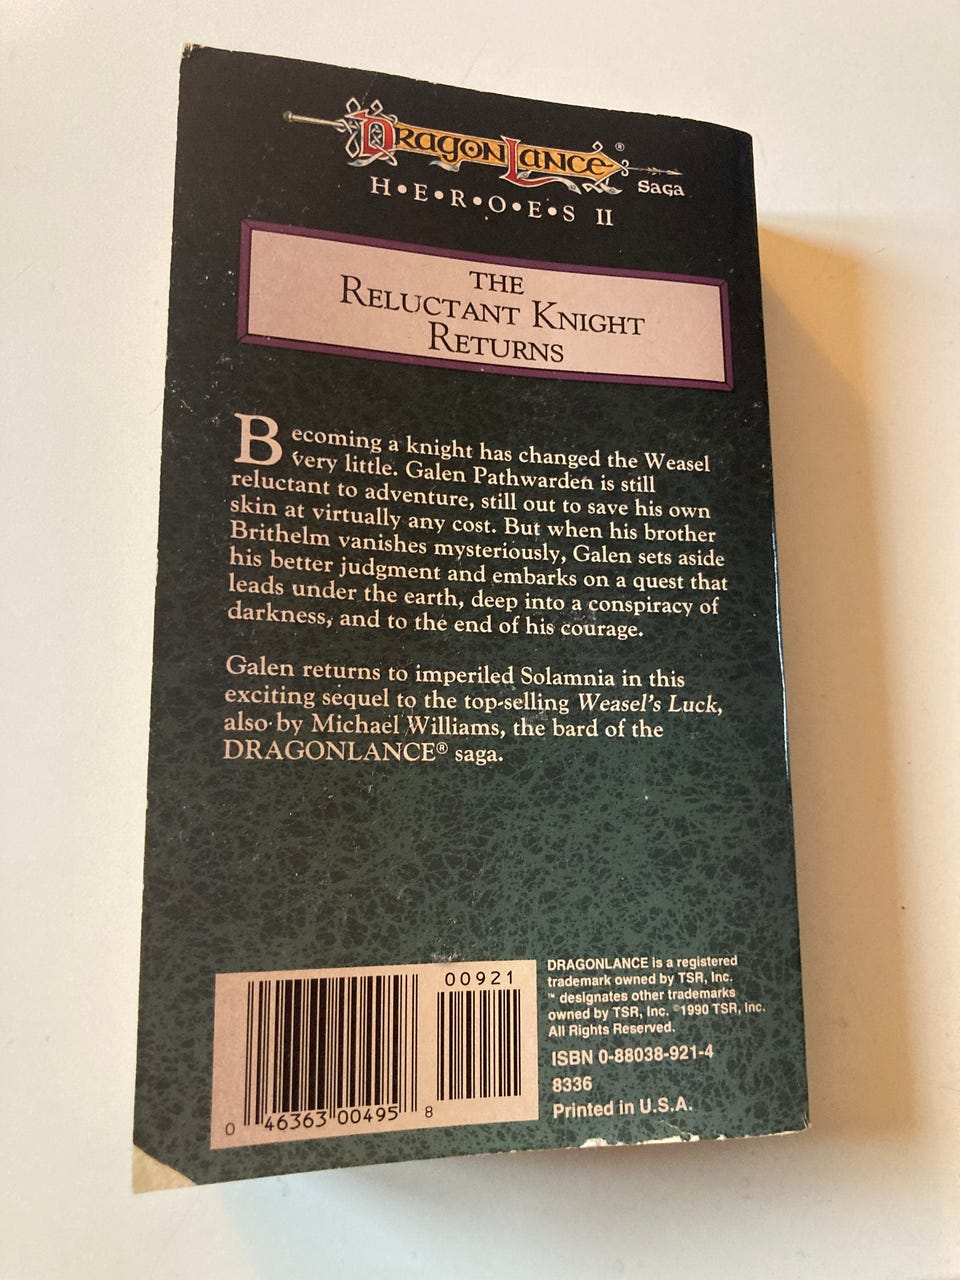 DRAGONLANCE® Saga
H•E•R•O•E•S II
THE
RELUCTANT KNIGHT
RETURNS
Becoming a knight has changed the Weasel
very little. Galen Pathwarden is still
reluctant to adventure, still out to save his own
skin at virtually any cost. But when his brother
Brithelm vanishes mysteriously, Galen sets aside
his better judgment and embarks on a quest that
leads under the earth, deep into a conspiracy of
darkness, and to the end of his courage.
Galen returns to imperiled Solamnia in this
exciting sequel to the top-selling Weasel's Luck,
also by Michael Williams, the bard of the
DRAGONLANCE® saga.
00921
0 46363 00495 8
DRAGONLANCE is a registered
trademark owned by TSR, Inc.
™ designates other trademarks
owned by TSR, Inc. ©1990 TSR, Inc.
All Rights Reserved.
ISBN 0-88038-921-4
8336
Printed in U.S.A.